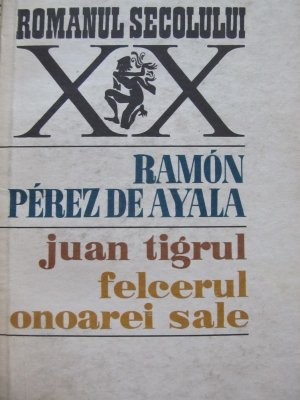 ROMANUL SECOLULUI
XX
RAMÓN
PÉREZ DE AYALA
juan tigrul
felcerul
onoarei sale